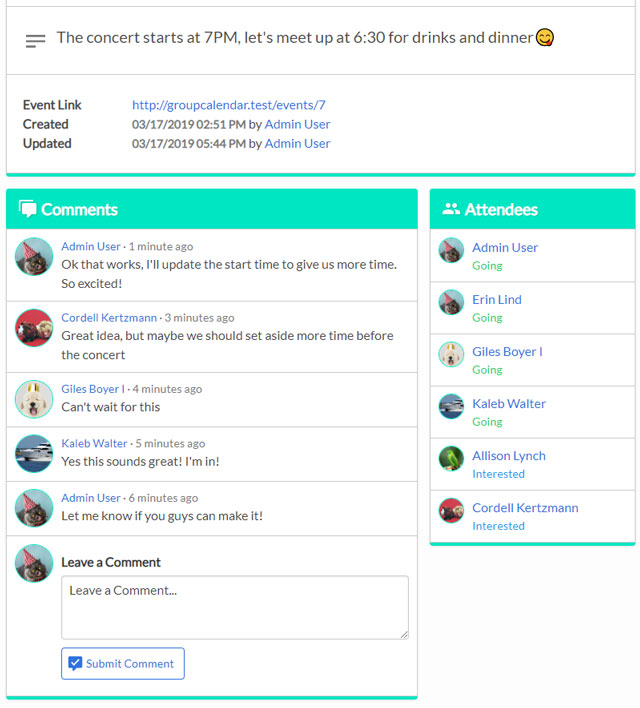 The concert starts at 7PM, let's meet up at 6:30 for drinks and dinner😋
Event Link http://groupcalendar.test/events/7
Created 03/17/2019 02:51 PM by Admin User
Updated 03/17/2019 05:44 PM by Admin User
Comments
Admin User · 1 minute ago
Ok that works, I'll update the start time to give us more time.
So excited!
Cordell Kertzmann · 3 minutes ago
Great idea, but maybe we should set aside more time before
the concert
Giles Boyer I · 4 minutes ago
Can't wait for this
Kaleb Walter · 5 minutes ago
Yes this sounds great! I'm in!
Admin User · 6 minutes ago
Let me know if you guys can make it!
Leave a Comment
Leave a Comment...
Submit Comment
Attendees
Admin User
Going
Erin Lind
Going
Giles Boyer I
Going
Kaleb Walter
Going
Allison Lynch
Interested
Cordell Kertzmann
Interested